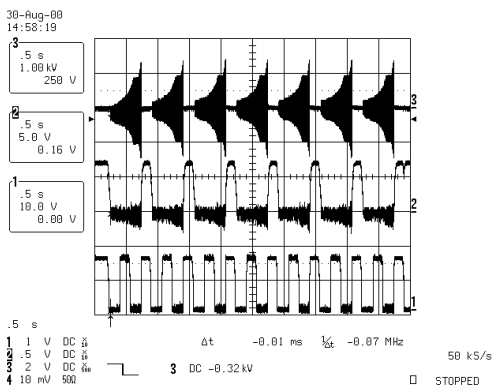 30-Aug-00
14:58:19
3
.5 s
1.00 kV
250 V
2
.5 s
5.0 V
0.16 V
1
.5 s
10.0 V
0.00 V
3
2
1
.5 s
1 1 V DC
2 .5 V DC
3 2 V DC
4 10 mV 50Ω
Δt -0.01 ms 1/Δt -0.07 MHz
3 DC -0.32 kV
50 kS/s
STOPPED